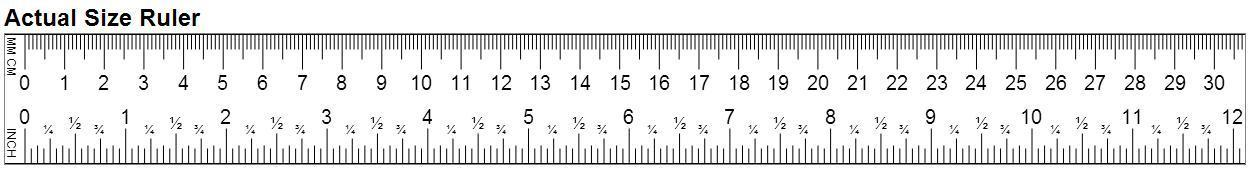 Actual Size Ruler
MM CM
0 1 2 3 4 5 6 7 8 9 10 11 12 13 14 15 16 17 18 19 20 21 22 23 24 25 26 27 28 29 30
0 ¼ ½ ¾ 1 ¼ ½ ¾ 2 ¼ ½ ¾ 3 ¼ ½ ¾ 4 ¼ ½ ¾ 5 ¼ ½ ¾ 6 ¼ ½ ¾ 7 ¼ ½ ¾ 8 ¼ ½ ¾ 9 ¼ ½ ¾ 10 ¼ ½ ¾ 11 ¼ ½ ¾ 12
INCH